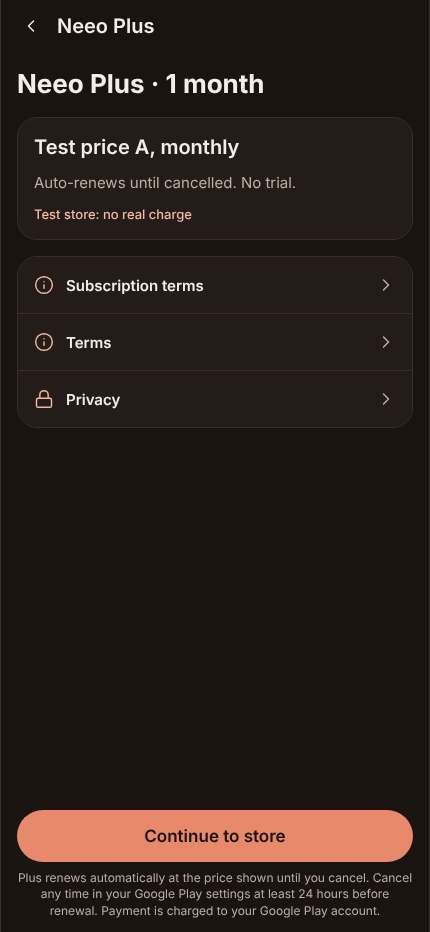 Neeo Plus
Neeo Plus · 1 month
Test price A, monthly
Auto-renews until cancelled. No trial.
Test store: no real charge
Subscription terms
Terms
Privacy
Continue to store
Plus renews automatically at the price shown until you cancel. Cancel
any time in your Google Play settings at least 24 hours before
renewal. Payment is charged to your Google Play account.